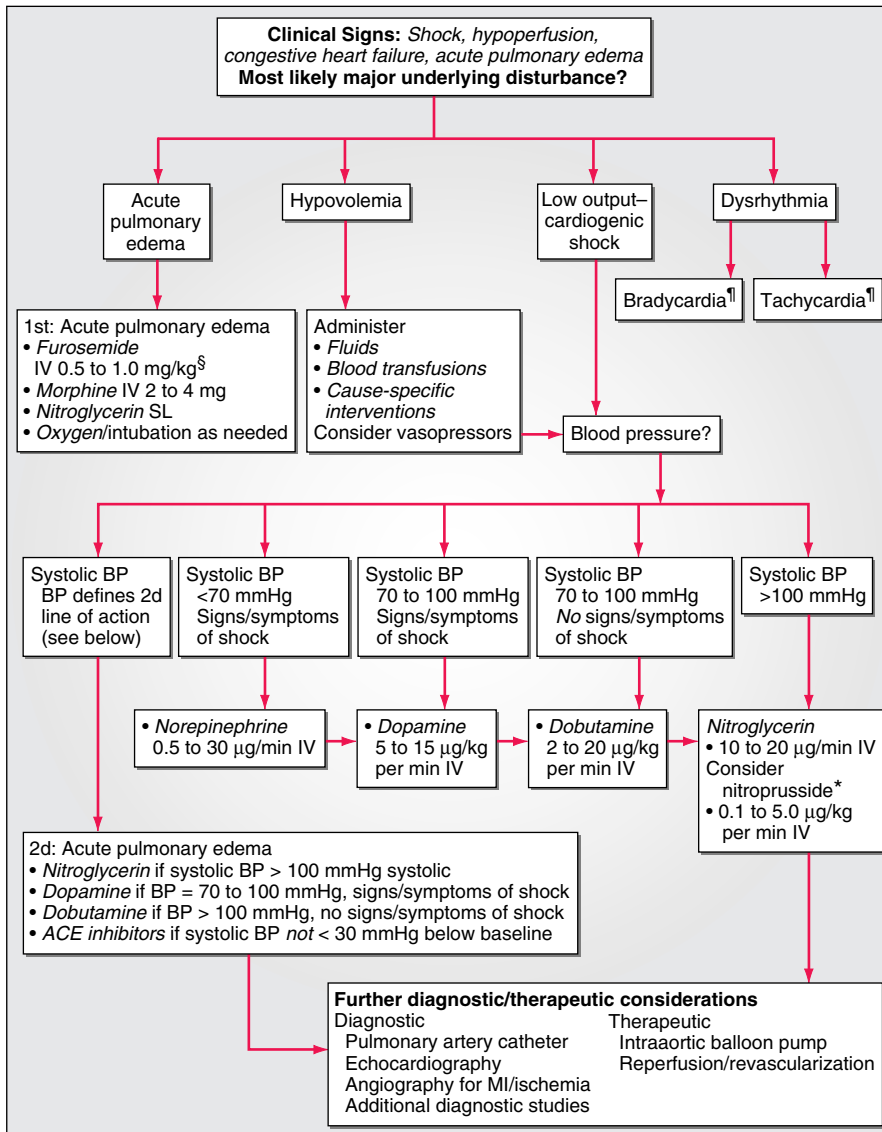 Clinical Signs: Shock, hypoperfusion,
congestive heart failure, acute pulmonary edema
Most likely major underlying disturbance?
Acute
pulmonary
edema
Hypovolemia
Low output–
cardiogenic
shock
Dysrhythmia
Bradycardia¶
Tachycardia¶
1st: Acute pulmonary edema
• Furosemide
IV 0.5 to 1.0 mg/kg§
• Morphine IV 2 to 4 mg
• Nitroglycerin SL
• Oxygen/intubation as needed
Administer
• Fluids
• Blood transfusions
• Cause-specific
interventions
Consider vasopressors
Blood pressure?
Systolic BP
BP defines 2d
line of action
(see below)
Systolic BP
<70 mmHg
Signs/symptoms
of shock
Systolic BP
70 to 100 mmHg
Signs/symptoms
of shock
Systolic BP
70 to 100 mmHg
No signs/symptoms
of shock
Systolic BP
>100 mmHg
• Norepinephrine
0.5 to 30 μg/min IV
• Dopamine
5 to 15 μg/kg
per min IV
• Dobutamine
2 to 20 μg/kg
per min IV
Nitroglycerin
• 10 to 20 μg/min IV
Consider
nitroprusside*
• 0.1 to 5.0 μg/kg
per min IV
2d: Acute pulmonary edema
• Nitroglycerin if systolic BP > 100 mmHg systolic
• Dopamine if BP = 70 to 100 mmHg, signs/symptoms of shock
• Dobutamine if BP > 100 mmHg, no signs/symptoms of shock
• ACE inhibitors if systolic BP not < 30 mmHg below baseline
Further diagnostic/therapeutic considerations
Diagnostic
Pulmonary artery catheter
Echocardiography
Angiography for MI/ischemia
Additional diagnostic studies
Therapeutic
Intraaortic balloon pump
Reperfusion/revascularization